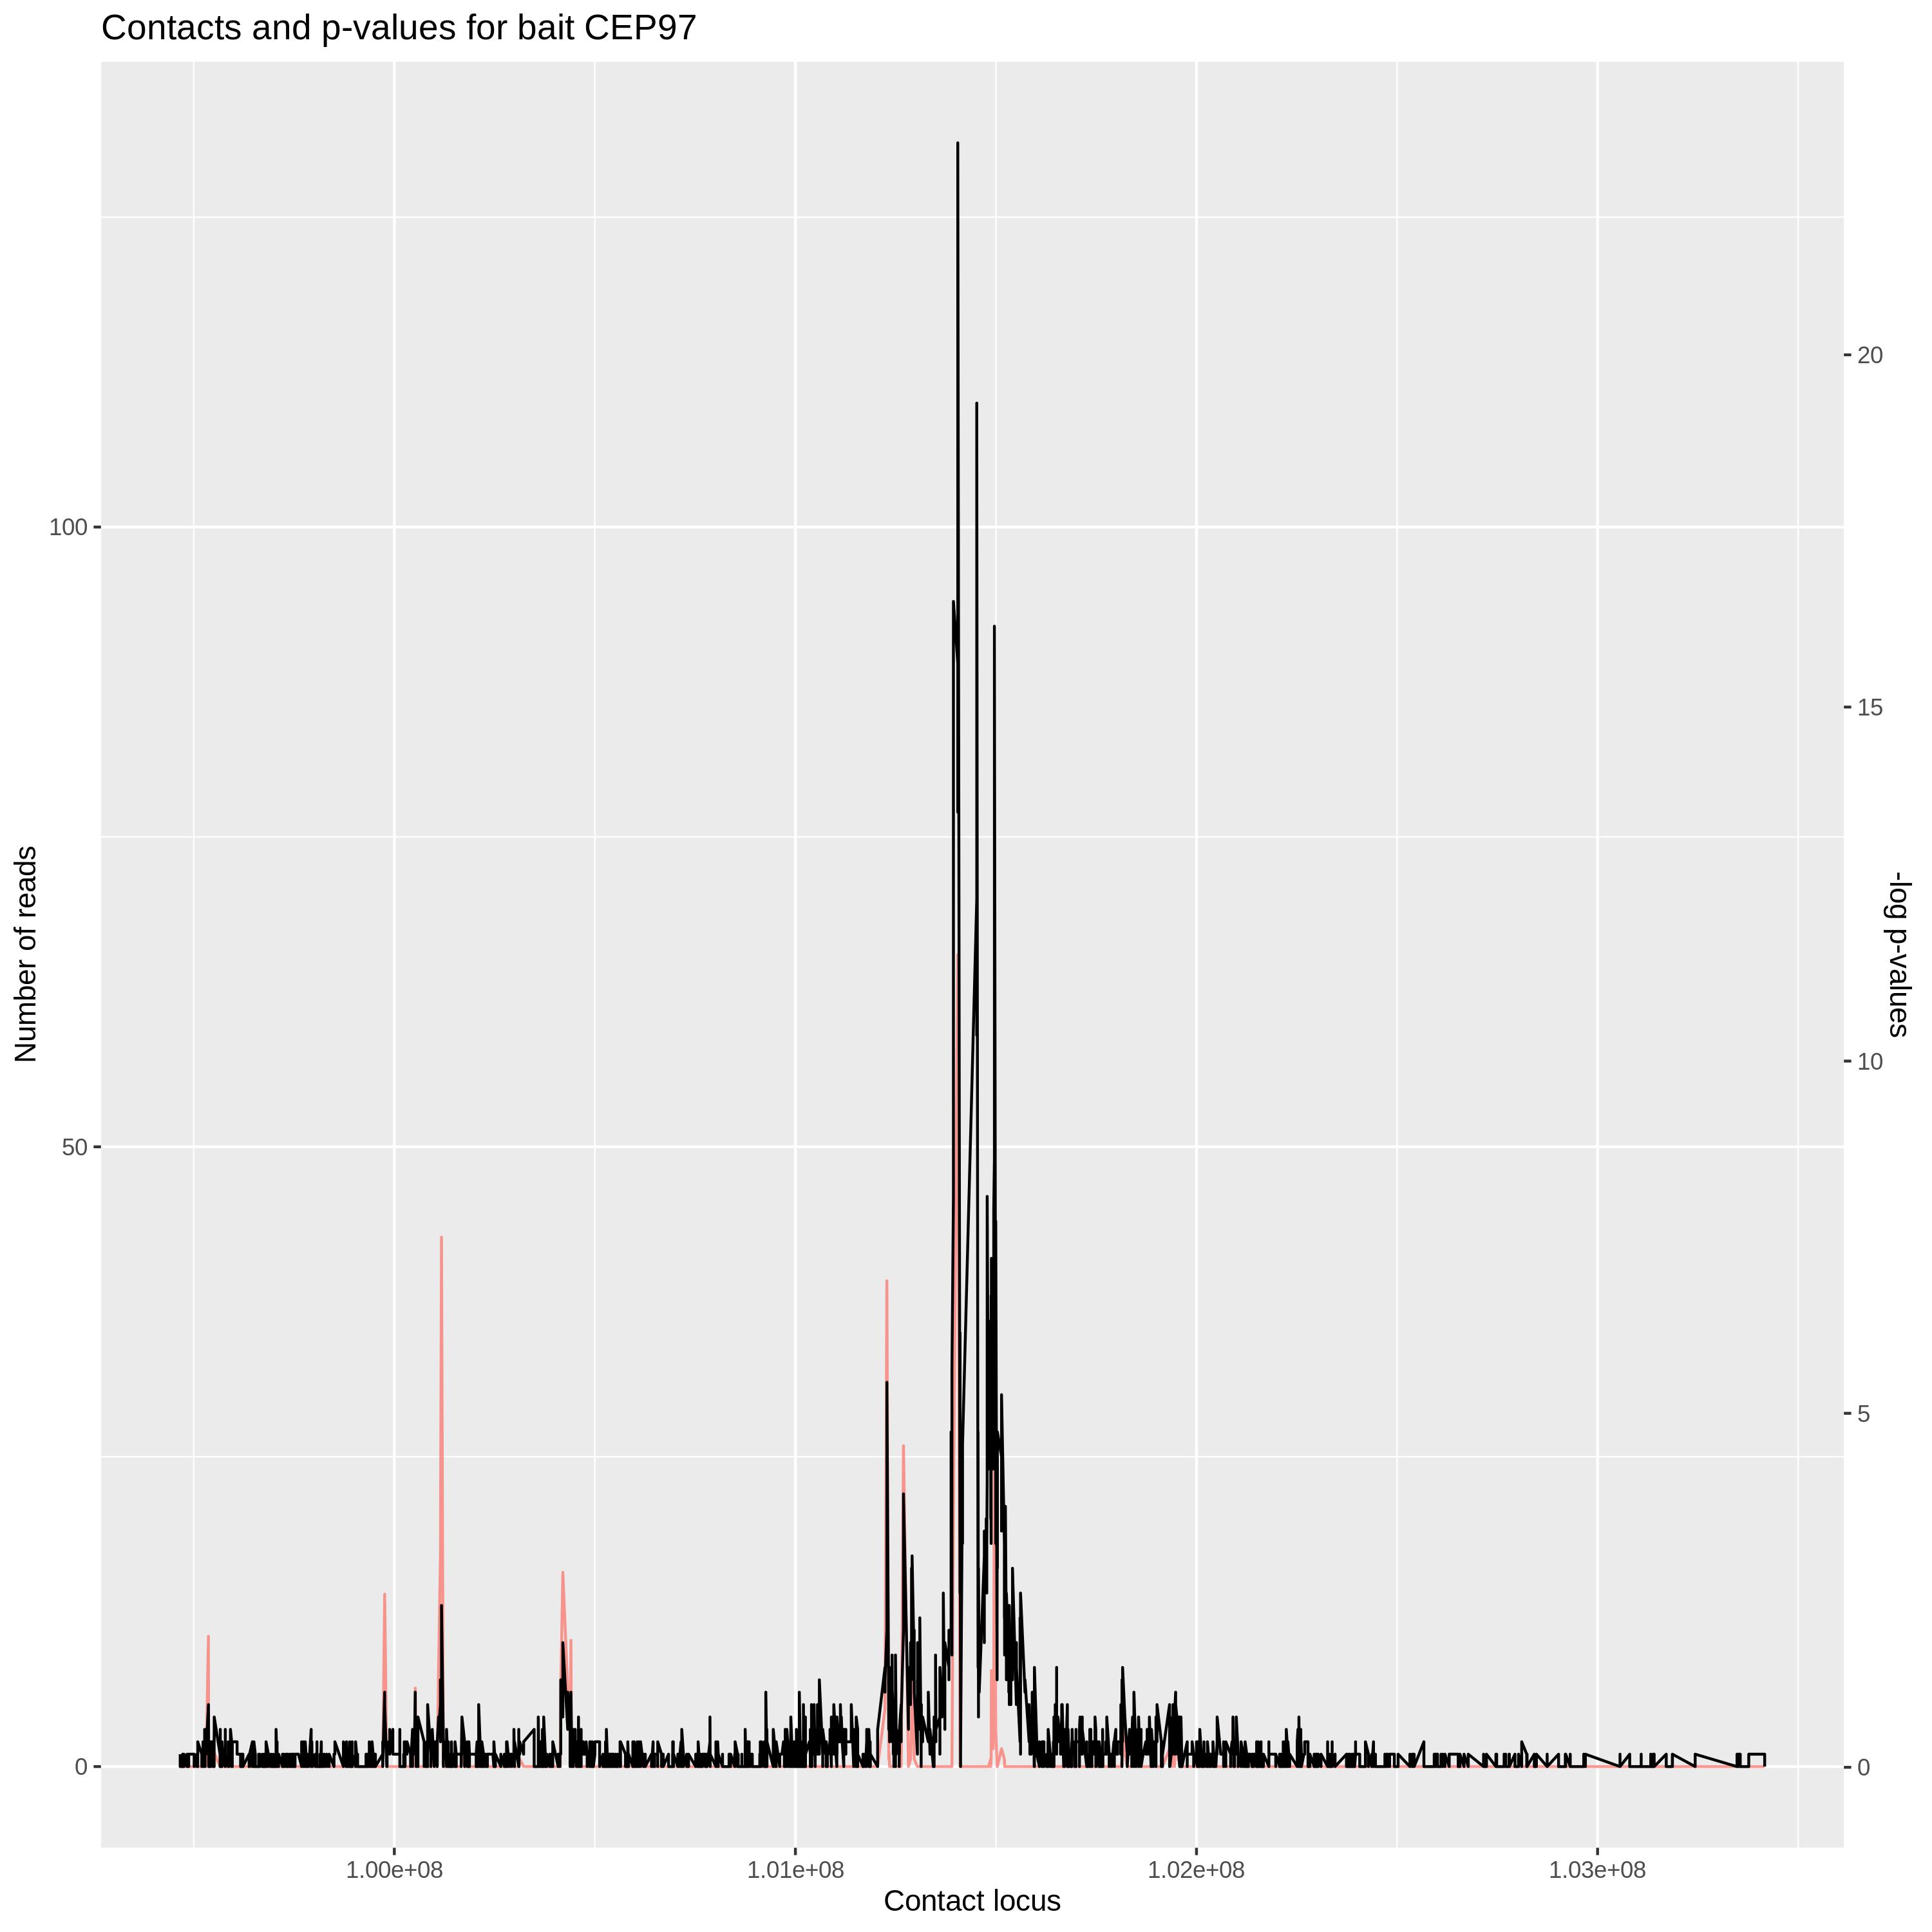 Contacts and p-values for bait CEP97
Number of reads
100
50
0
20
15
10
5
0
-log p-values
1.00e+08
1.01e+08
1.02e+08
1.03e+08
Contact locus